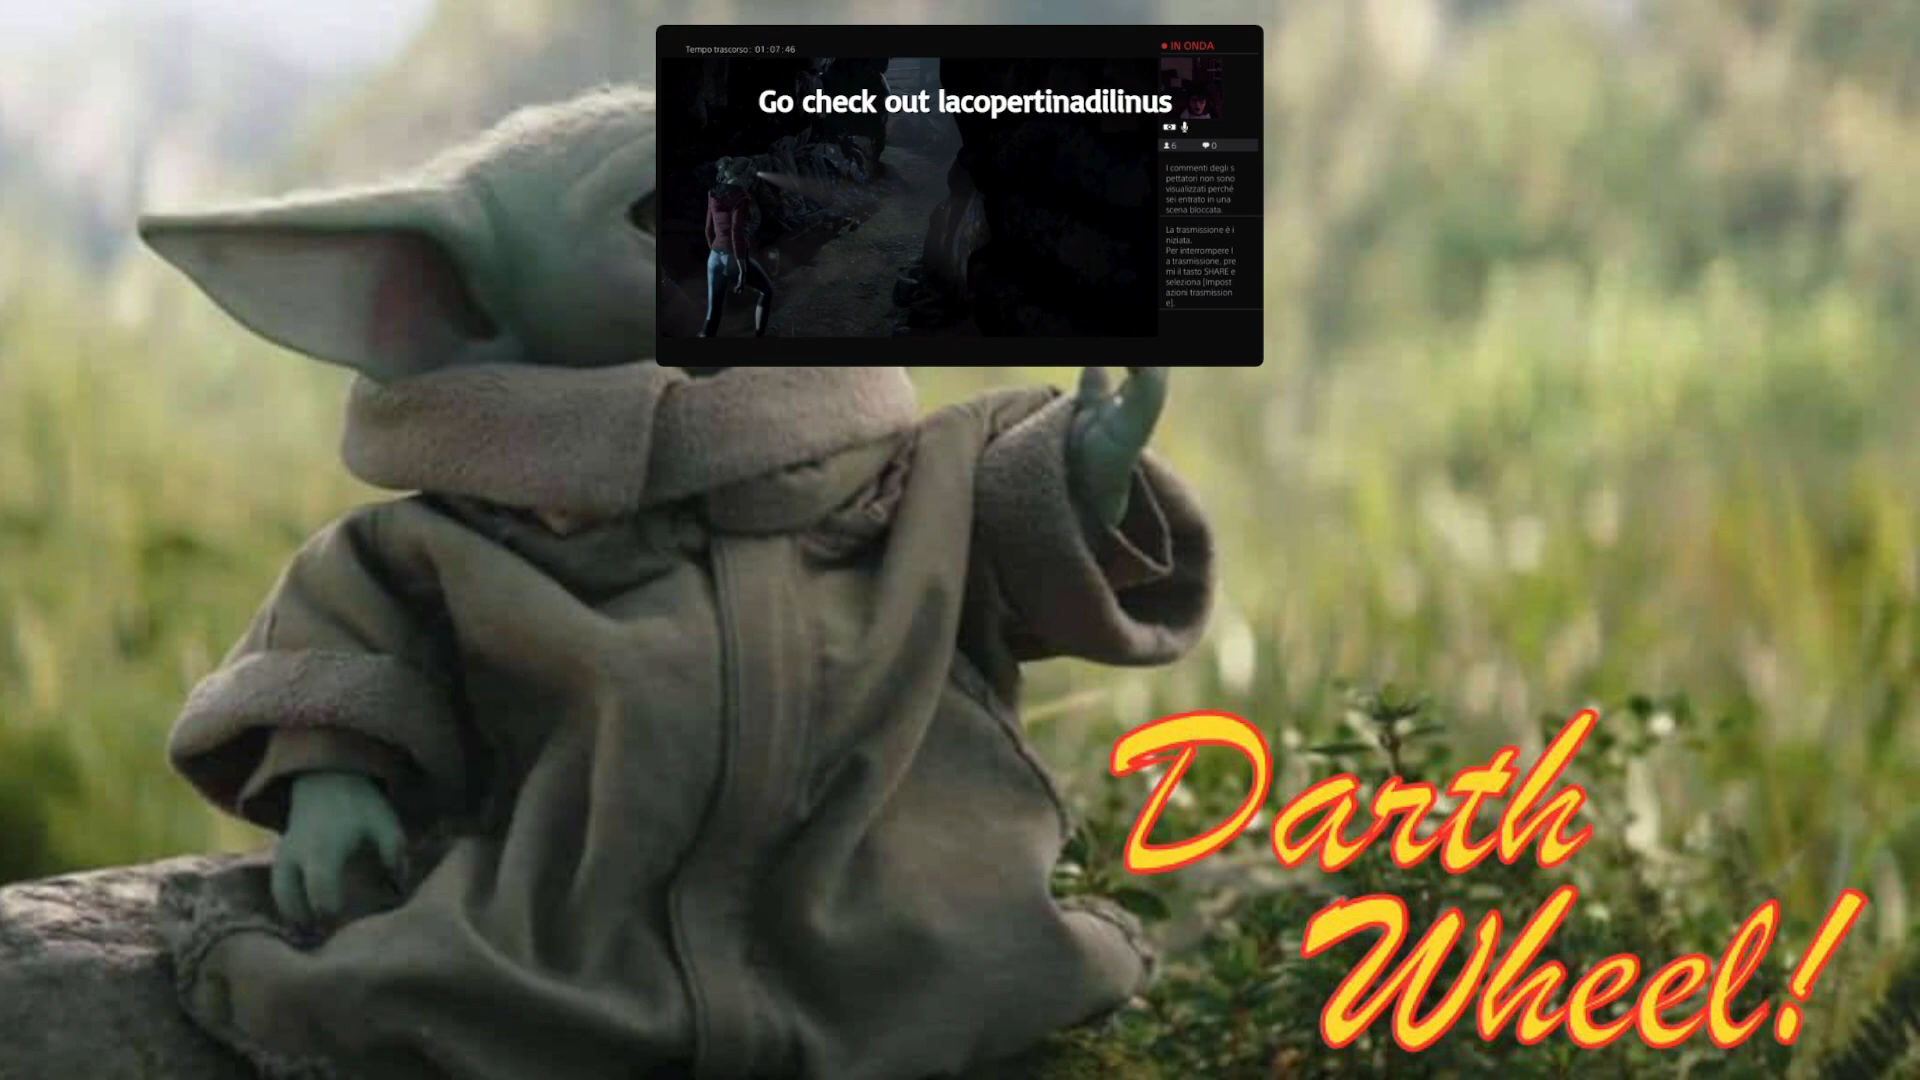 Tempo trascorso: 01:07:46
IN ONDA
Go check out lacopertinadilinus
6
0
I commenti degli s
pettatori non sono
visualizzati perché
sei entrato in una
scena bloccata.
La trasmissione è i
niziata.
Per interrompere l
a trasmissione, pre
mi il tasto SHARE e
seleziona [Impost
azioni trasmission
e].
Darth
Wheel!